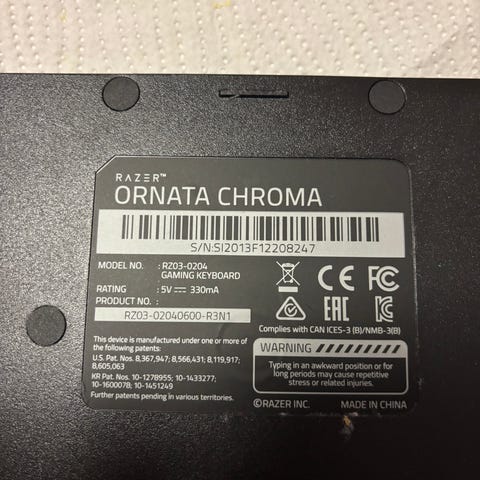 RAZER™
ORNATA CHROMA
S/N:SI2013F12208247
MODEL NO. : RZ03-0204
GAMING KEYBOARD
RATING : 5V⎓ 330mA
PRODUCT NO. :
RZ03-02040600-R3N1
This device is manufactured under one or more of
the following patents:
U.S. Pat. Nos. 8,367,947; 8,566,431; 8,119,917;
8,605,063
KR Pat. Nos. 10-1278955; 10-1433277;
10-1600078; 10-1451249
Further patents pending in various territories.
CE FC
EAC
Complies with CAN ICES-3 (B)/NMB-3(B)
WARNING
Typing in an awkward position or for
long periods may cause repetitive
stress or related injuries.
©RAZER INC. MADE IN CHINA